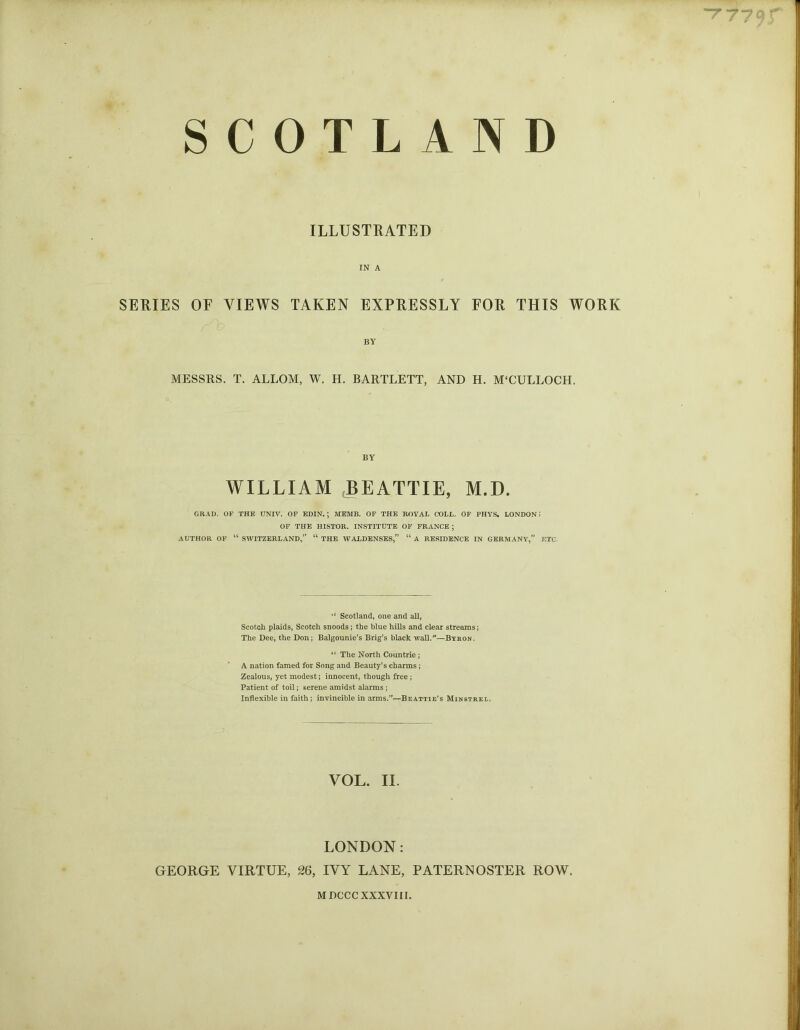 77795
SCOTLAND
ILLUSTRATED
IN A
SERIES OF VIEWS TAKEN EXPRESSLY FOR THIS WORK
BY
MESSRS. T. ALLOM, W. H. BARTLETT, AND H. M‘CULLOCH.
BY
WILLIAM BEATTIE, M.D.
GRAD. OF THE UNIV. OF EDIN.; MEMB. OF THE ROYAL COLL. OF PHYS. LONDON;
OF THE HISTOR. INSTITUTE OF FRANCE;
AUTHOR OF “ SWITZERLAND,” “ THE WALDENSES,” “ A RESIDENCE IN GERMANY,” ETC.
“ Scotland, one and all,
Scotch plaids, Scotch snoods; the blue hills and clear streams;
The Dee, the Don; Balgounie's Brig's black wall.”—BYRON.
“ The North Countrie;
A nation famed for Song and Beauty's charms;
Zealous, yet modest; innocent, though free;
Patient of toil; serene amidst alarms;
Inflexible in faith; invincible in arms.”—BEATTIE'S MINSTREL.
VOL. II.
LONDON:
GEORGE VIRTUE, 26, IVY LANE, PATERNOSTER ROW.
MDCCCXXXVIII.